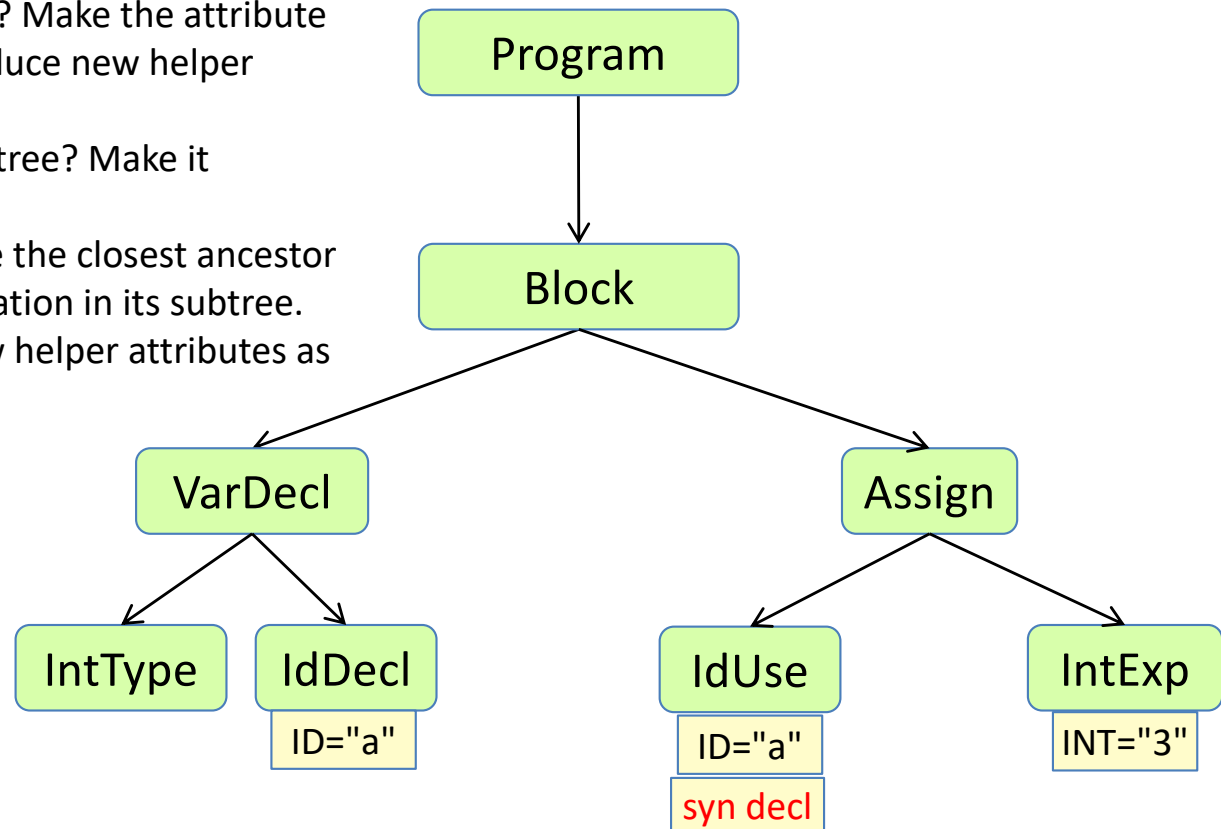 ? Make the attribute
duce new helper
tree? Make it
e the closest ancestor
ation in its subtree.
helper attributes as
Program
Block
VarDecl
Assign
IntType
IdDecl
IdUse
IntExp
ID="a"
ID="a"
INT="3"
syn decl